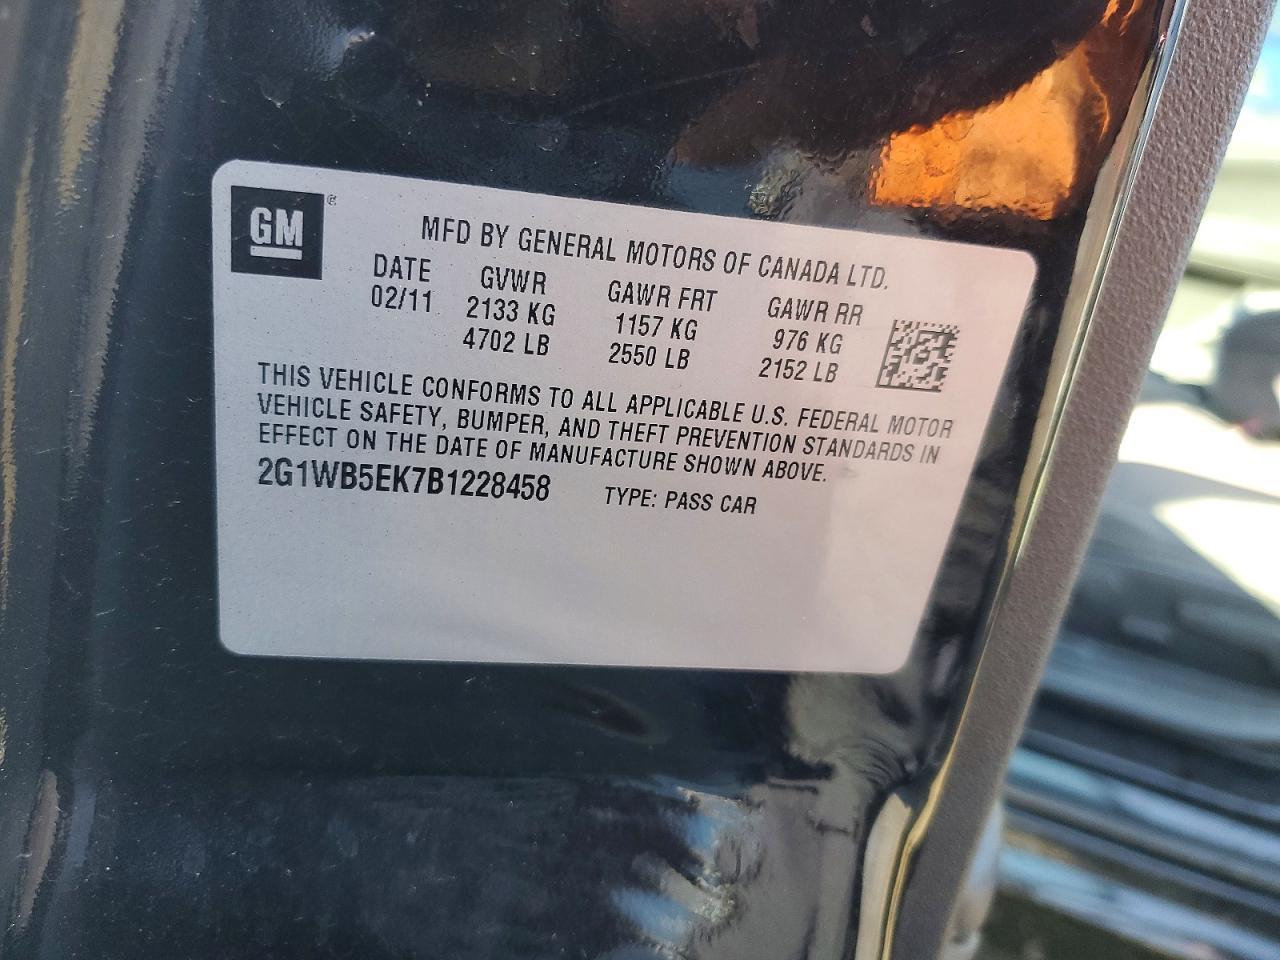 GM®
MFD BY GENERAL MOTORS OF CANADA LTD.
DATE GVWR GAWR FRT GAWR RR
02/11 2133 KG 1157 KG 976 KG
4702 LB 2550 LB 2152 LB
THIS VEHICLE CONFORMS TO ALL APPLICABLE U.S. FEDERAL MOTOR
VEHICLE SAFETY, BUMPER, AND THEFT PREVENTION STANDARDS IN
EFFECT ON THE DATE OF MANUFACTURE SHOWN ABOVE.
2G1WB5EK7B1228458 TYPE: PASS CAR